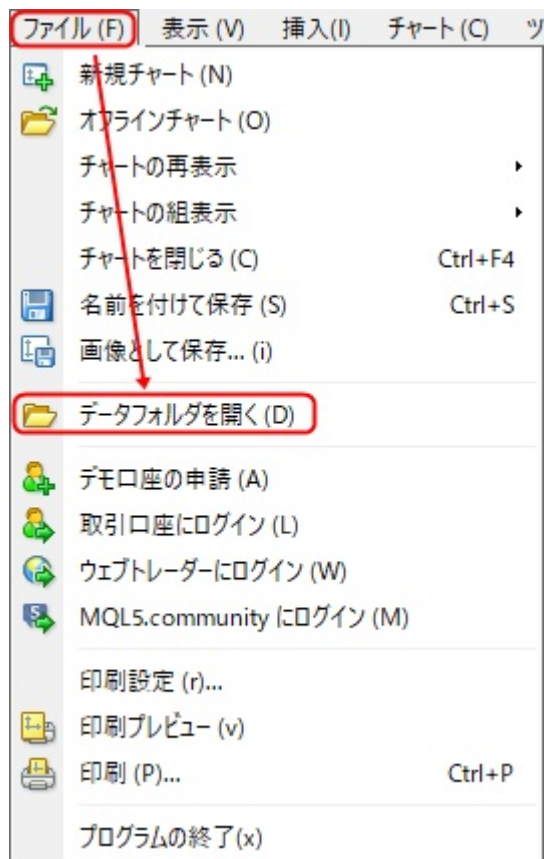 ファイル (F) 表示 (V) 挿入(I) チャート (C) ツ
新規チャート (N)
オフラインチャート (O)
チャートの再表示
チャートの組表示
チャートを閉じる (C) Ctrl+F4
名前を付けて保存 (S) Ctrl+S
画像として保存... (i)
データフォルダを開く (D)
デモ口座の申請 (A)
取引口座にログイン (L)
ウェブトレーダーにログイン (W)
MQL5.community にログイン (M)
印刷設定 (r)...
印刷プレビュー (v)
印刷 (P)... Ctrl+P
プログラムの終了(x)